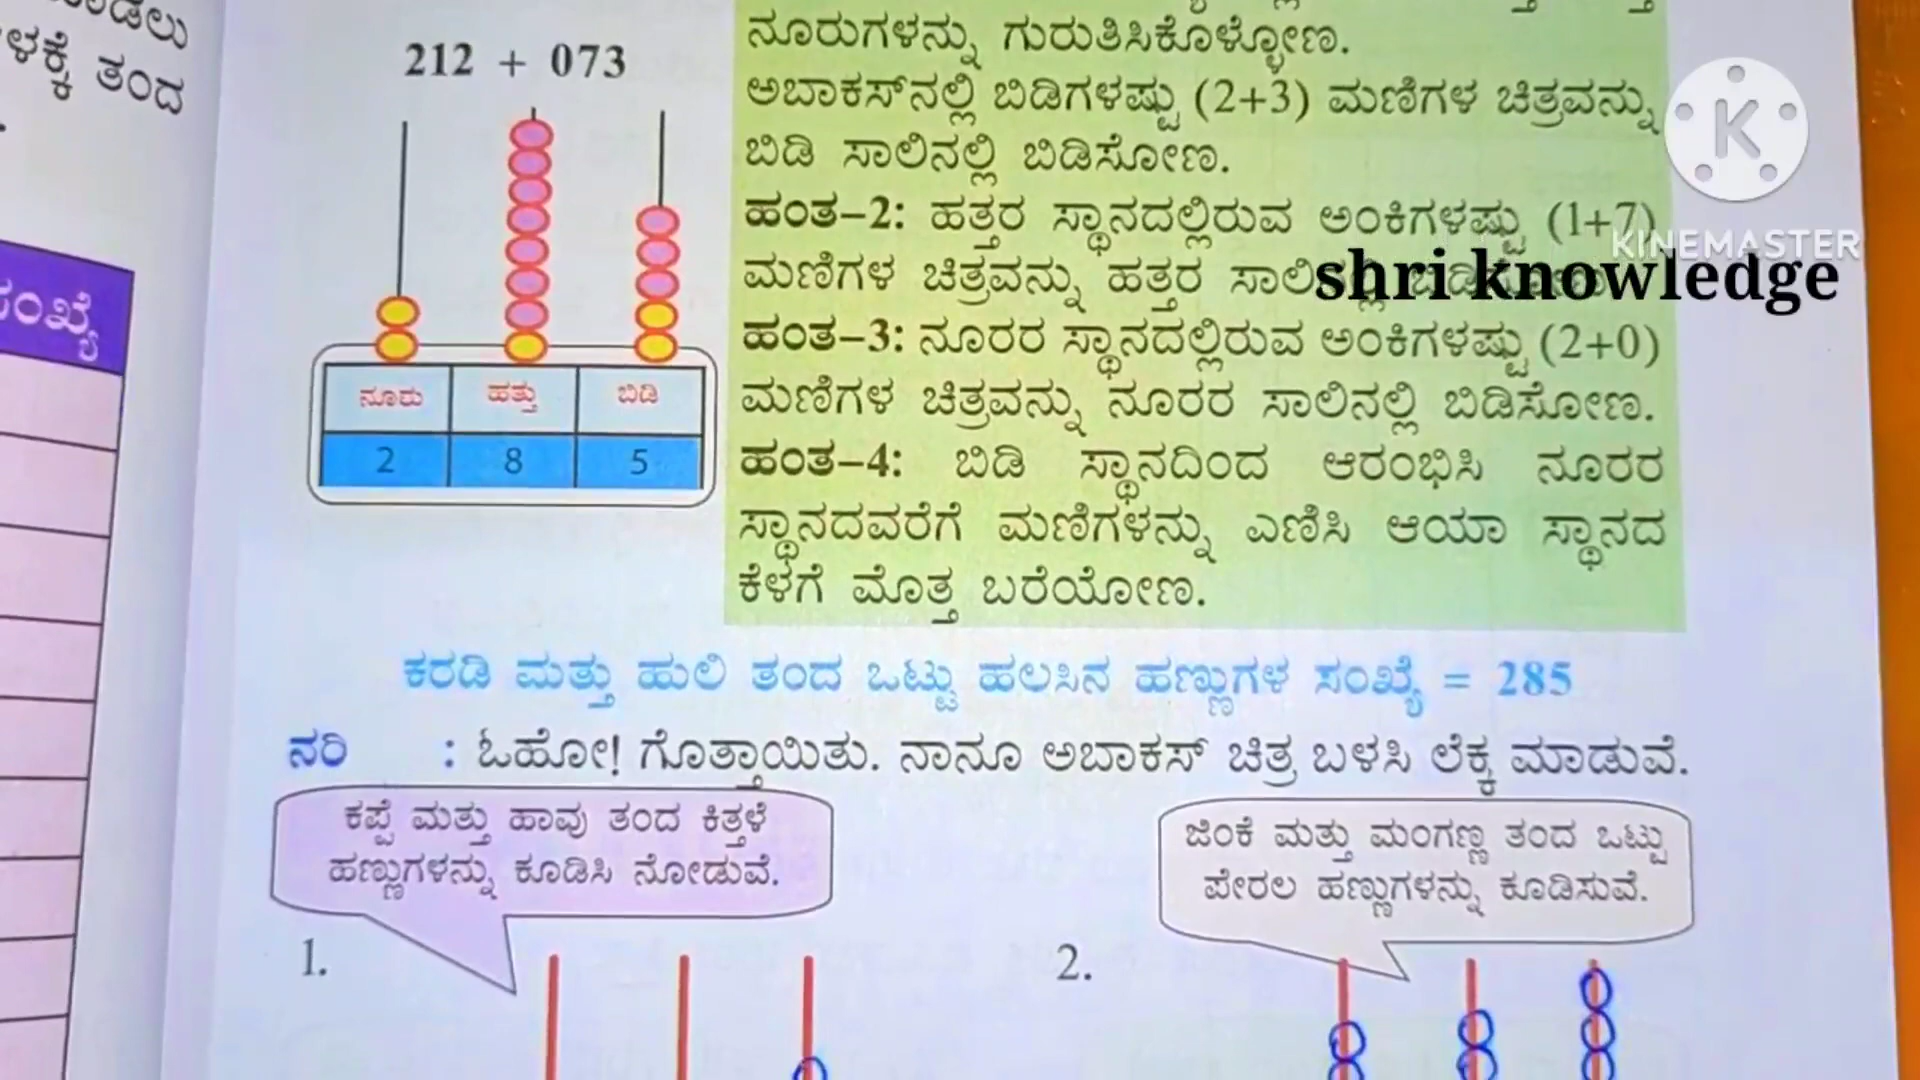 ಳಕ್ಕೆ ತಂದ
ಸಂಖ್ಯೆ
212 + 073
ನೂರು ಹತ್ತು ಬಿಡಿ
2 8 5
ನೂರುಗಳನ್ನು ಗುರುತಿಸಿಕೊಳ್ಳೋಣ.
ಅಬಾಕಸ್‌ನಲ್ಲಿ ಬಿಡಿಗಳಷ್ಟು (2+3) ಮಣಿಗಳ ಚಿತ್ರವನ್ನು
ಬಿಡಿ ಸಾಲಿನಲ್ಲಿ ಬಿಡಿಸೋಣ.
ಹಂತ–2: ಹತ್ತರ ಸ್ಥಾನದಲ್ಲಿರುವ ಅಂಕಿಗಳಷ್ಟು (1+7)
ಮಣಿಗಳ ಚಿತ್ರವನ್ನು ಹತ್ತರ
ಹಂತ–3: ನೂರರ ಸ್ಥಾನದಲ್ಲಿರುವ ಅಂಕಿಗಳಷ್ಟು (2+0)
ಮಣಿಗಳ ಚಿತ್ರವನ್ನು ನೂರರ ಸಾಲಿನಲ್ಲಿ ಬಿಡಿಸೋಣ.
ಹಂತ–4: ಬಿಡಿ ಸ್ಥಾನದಿಂದ ಆರಂಭಿಸಿ ನೂರರ
ಸ್ಥಾನದವರೆಗೆ ಮಣಿಗಳನ್ನು ಎಣಿಸಿ ಆಯಾ ಸ್ಥಾನದ
ಕೆಳಗೆ ಮೊತ್ತ ಬರೆಯೋಣ.
K
KINEMASTER
shri knowledge
ಕರಡಿ ಮತ್ತು ಹುಲಿ ತಂದ ಒಟ್ಟು ಹಲಸಿನ ಹಣ್ಣುಗಳ ಸಂಖ್ಯೆ = 285
ನರಿ : ಓಹೋ! ಗೊತ್ತಾಯಿತು. ನಾನೂ ಅಬಾಕಸ್ ಚಿತ್ರ ಬಳಸಿ ಲೆಕ್ಕ ಮಾಡುವೆ.
ಕಪ್ಪೆ ಮತ್ತು ಹಾವು ತಂದ ಕಿತ್ತಳೆ
ಹಣ್ಣುಗಳನ್ನು ಕೂಡಿಸಿ ನೋಡುವೆ.
1.
ಜಿಂಕೆ ಮತ್ತು ಮಂಗಣ್ಣ ತಂದ ಒಟ್ಟು
ಪೇರಲ ಹಣ್ಣುಗಳನ್ನು ಕೂಡಿಸುವೆ.
2.